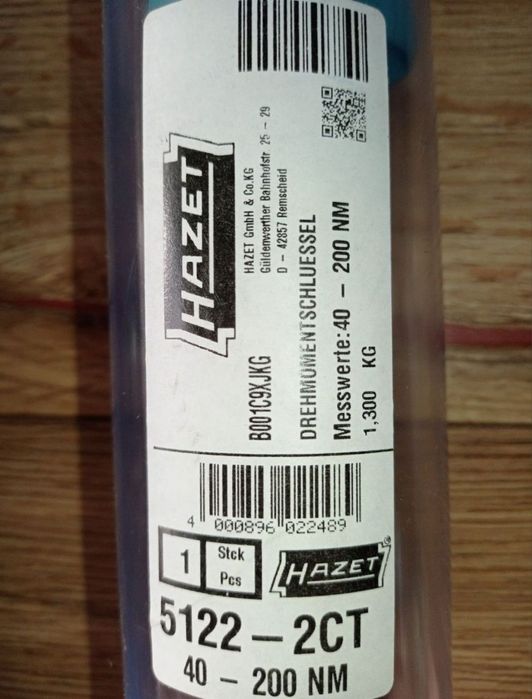 HAZET
HAZET GmbH & Co.KG
Güldenwerther Bahnhofstr 25 - 29
D - 42857 Remscheid
B001C9XJKG
DREHMOMENTSCHLUESSEL
Messwerte:40 - 200 NM
1,300 KG
4 000896 022489
1 Stck
Pcs
HAZET®
5122-2CT
40 - 200 NM